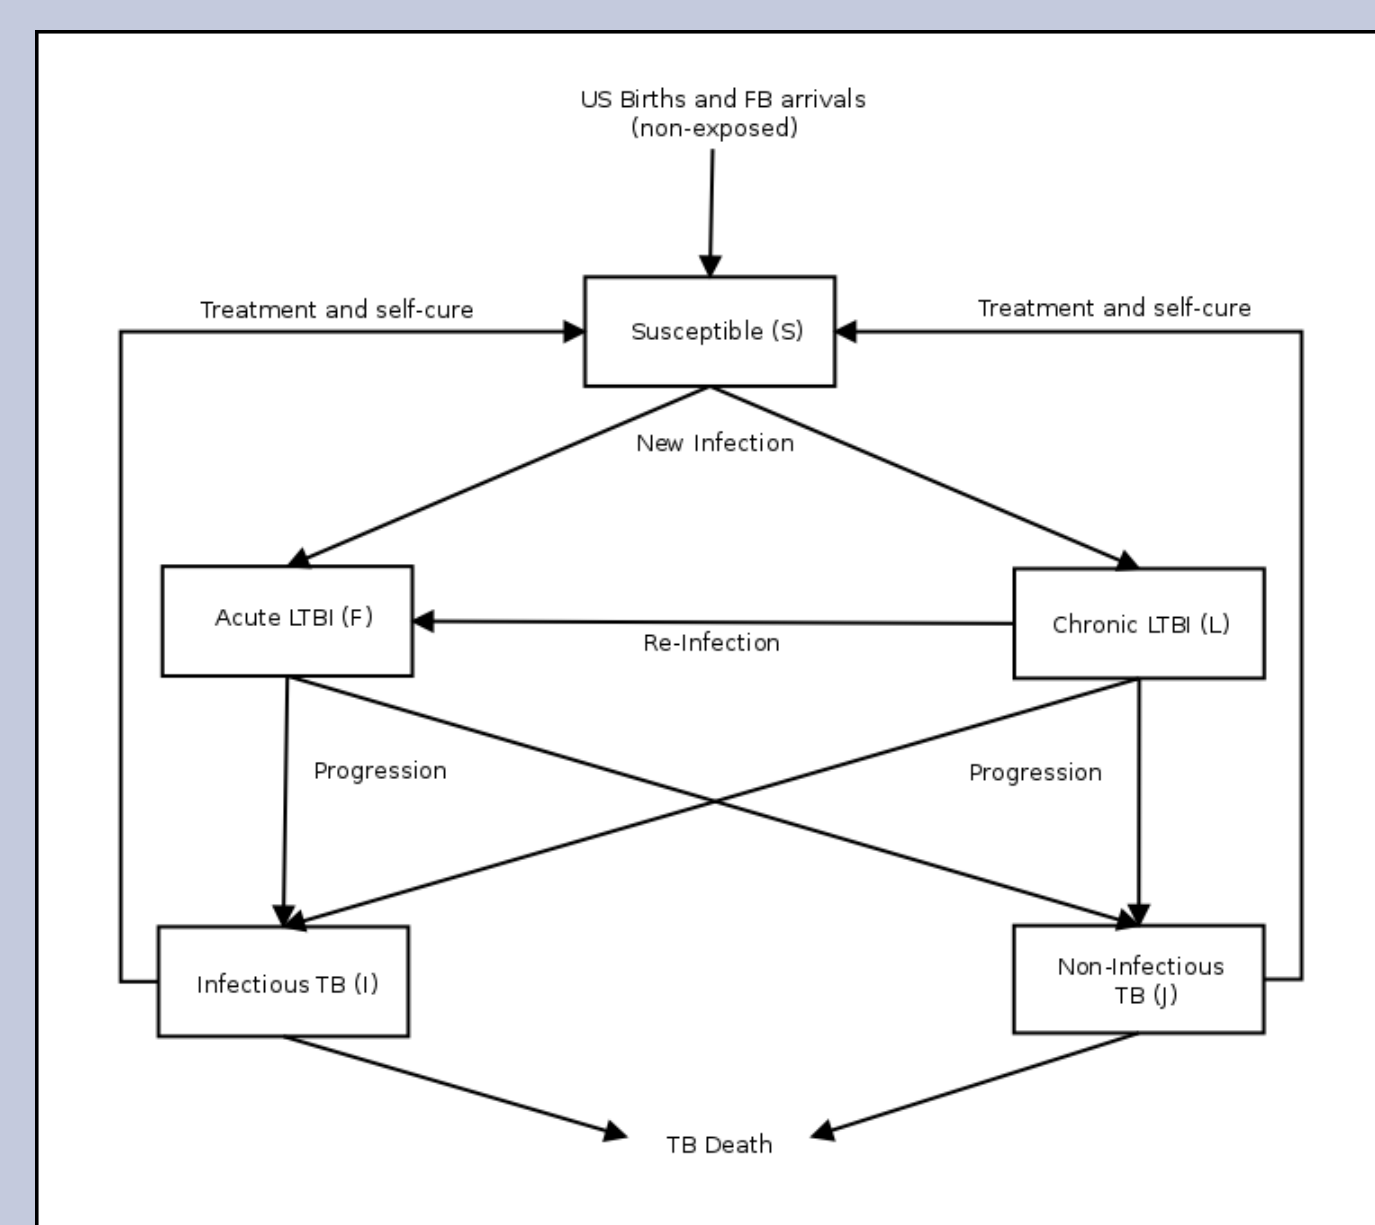 US Births and FB arrivals
(non-exposed)
Treatment and self-cure
Treatment and self-cure
Susceptible (S)
New Infection
Acute LTBI (F)
Chronic LTBI (L)
Re-Infection
Progression
Progression
Infectious TB (I)
Non-Infectious
TB (J)
TB Death